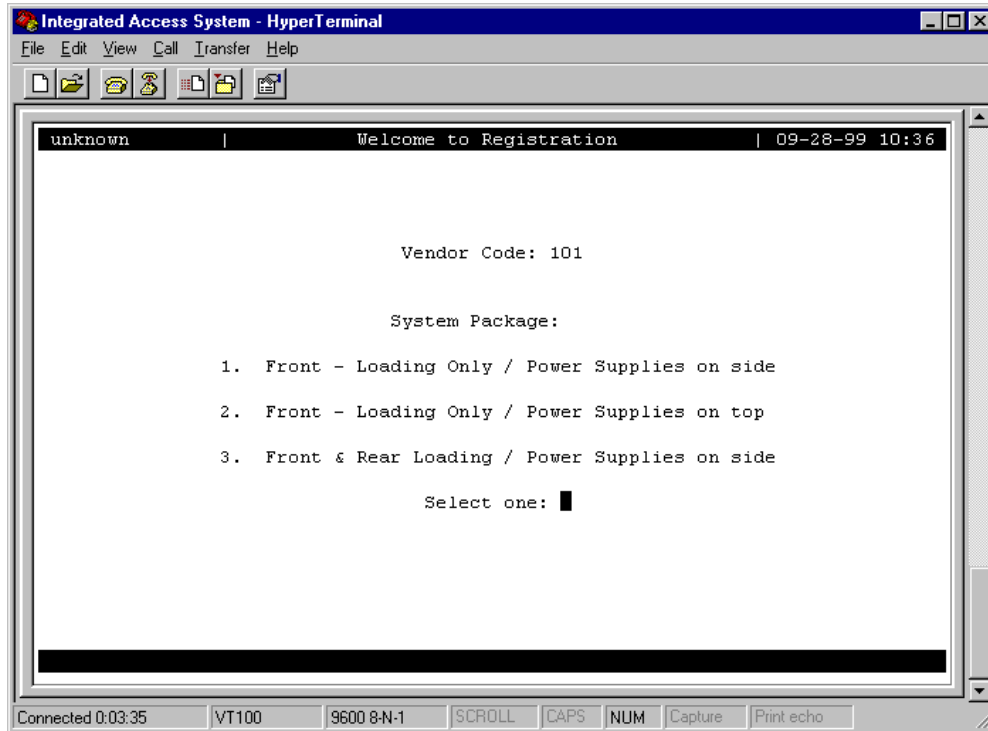 Integrated Access System - HyperTerminal
File Edit View Call Transfer Help
unknown | Welcome to Registration | 09-28-99 10:36
Vendor Code: 101
System Package:
1. Front - Loading Only / Power Supplies on side
2. Front - Loading Only / Power Supplies on top
3. Front & Rear Loading / Power Supplies on side
Select one:
Connected 0:03:35 VT100 9600 8-N-1 SCROLL CAPS NUM Capture Print echo